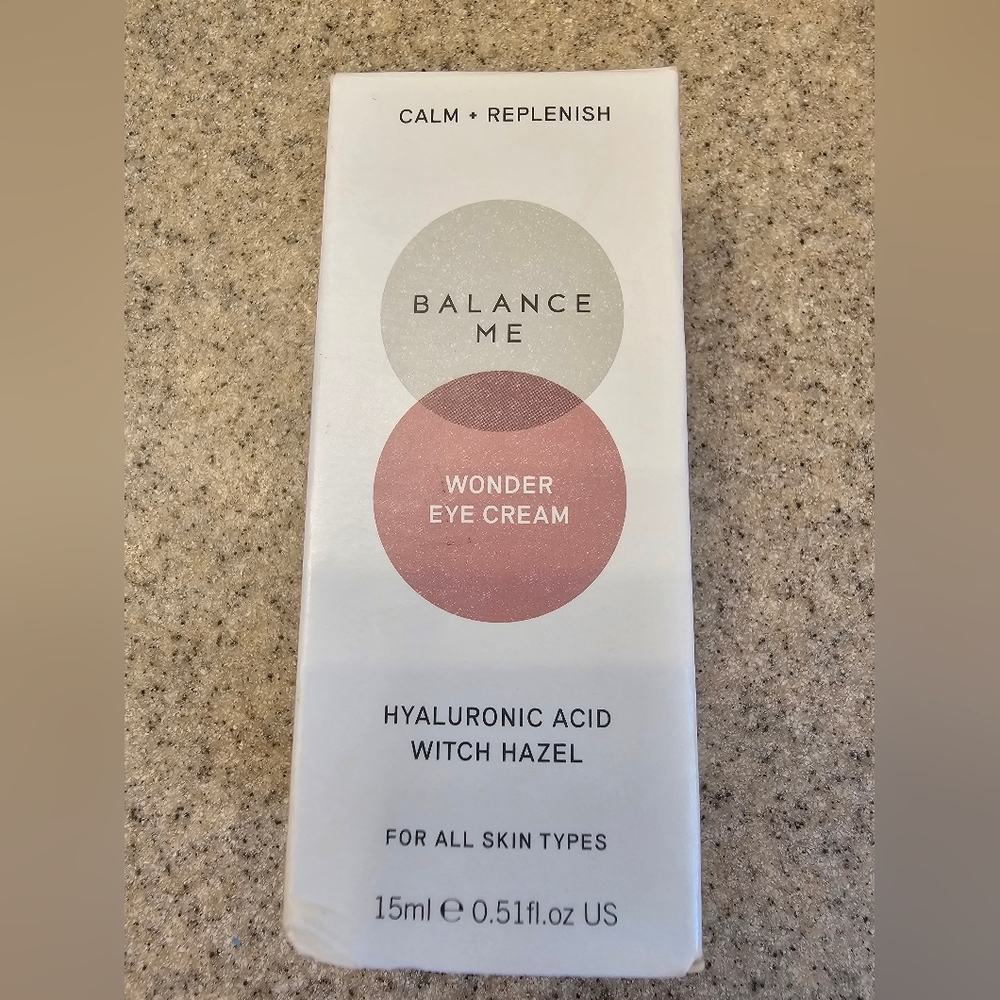 CALM + REPLENISH
BALANCE
ME
WONDER
EYE CREAM
HYALURONIC ACID
WITCH HAZEL
FOR ALL SKIN TYPES
15ml ℮ 0.51fl.oz US